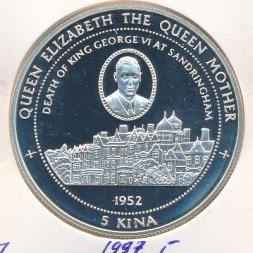 QUEEN ELIZABETH THE QUEEN MOTHER
DEATH OF KING GEORGE VI AT SANDRINGHAM
1952
5 KINA
1997